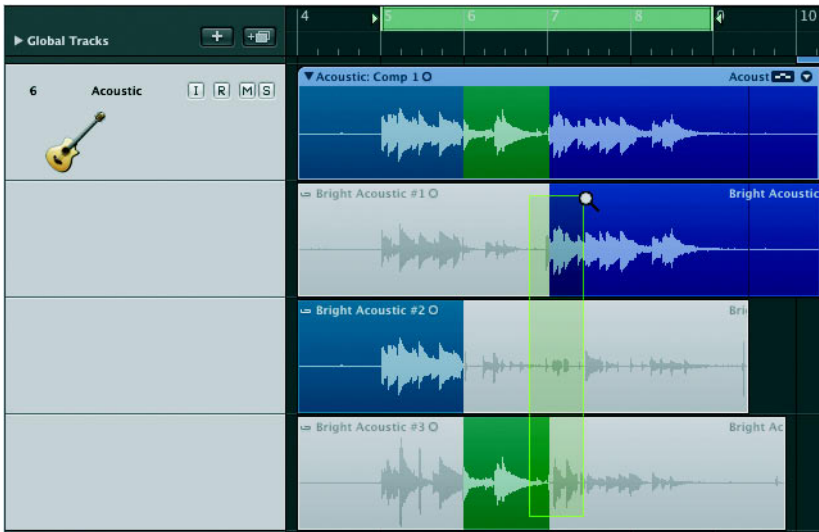 4 5 6 7 8 9 10
Global Tracks
6 Acoustic I R M S
Acoustic: Comp 1 Acoust
Bright Acoustic #1 Bright Acoustic
Bright Acoustic #2 Bri
Bright Acoustic #3 Bright Ac